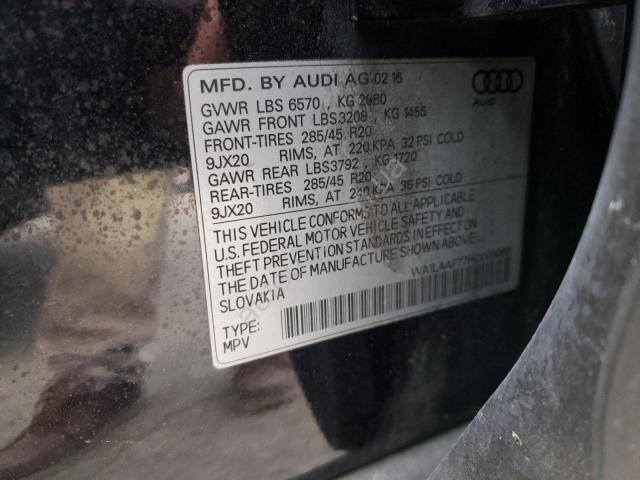 MFD. BY AUDI AG 02 16
GVWR LBS 6570 , KG 2980
GAWR FRONT LBS3208 , KG 1455
FRONT-TIRES 285/45 R20
9JX20 RIMS, AT 220 KPA 32 PSI COLD
GAWR REAR LBS3792 , KG 1720
REAR-TIRES 285/45 R20
9JX20 RIMS, AT 240 KPA 35 PSI COLD
THIS VEHICLE CONFORMS TO ALL APPLICABLE
U.S. FEDERAL MOTOR VEHICLE SAFETY AND
THEFT PREVENTION STANDARDS IN EFFECT ON
THE DATE OF MANUFACTURE SHOWN ABOVE.
SLOVAKIA
TYPE:
MPV
Audi